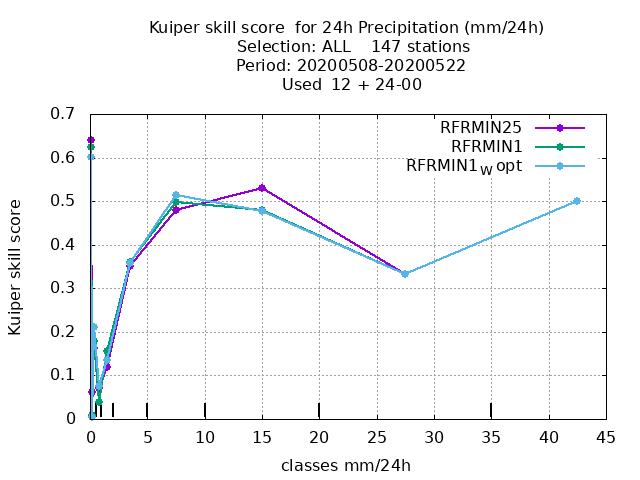 Kuiper skill score  for 24h Precipitation (mm/24h)
Selection: ALL    147 stations
Period: 20200508-20200522
Used  12 + 24-00
RFRMIN25
RFRMIN1
RFRMIN1w opt
0.7
0.6
0.5
0.4
0.3
0.2
0.1
0
Kuiper skill score
0 5 10 15 20 25 30 35 40 45
classes mm/24h